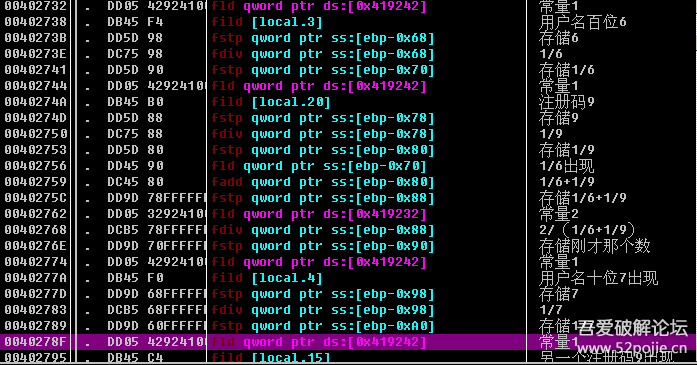 00402732 . DD05 42924100 fld qword ptr ds:[0x419242] 常量1
00402738 . DB45 F4 fild [local.3] 用户名百位6
0040273B . DD5D 98 fstp qword ptr ss:[ebp-0x68] 存储6
0040273E . DC75 98 fdiv qword ptr ss:[ebp-0x68] 1/6
00402741 . DD5D 90 fstp qword ptr ss:[ebp-0x70] 存储1/6
00402744 . DD05 42924100 fld qword ptr ds:[0x419242] 常量1
0040274A . DB45 B0 fild [local.20] 注册码9
0040274D . DD5D 88 fstp qword ptr ss:[ebp-0x78] 存储9
00402750 . DC75 88 fdiv qword ptr ss:[ebp-0x78] 1/9
00402753 . DD5D 80 fstp qword ptr ss:[ebp-0x80] 存储1/9
00402756 . DD45 90 fld qword ptr ss:[ebp-0x70] 1/6出现
00402759 . DC45 80 fadd qword ptr ss:[ebp-0x80] 1/6+1/9
0040275C . DD9D 78FFFFFF fstp qword ptr ss:[ebp-0x88] 存储1/6+1/9
00402762 . DD05 32924100 fld qword ptr ds:[0x419232] 常量2
00402768 . DCB5 78FFFFFF fdiv qword ptr ss:[ebp-0x88] 2/（1/6+1/9）
0040276E . DD9D 70FFFFFF fstp qword ptr ss:[ebp-0x90] 存储刚才那个数
00402774 . DD05 42924100 fld qword ptr ds:[0x419242] 常量1
0040277A . DB45 F0 fild [local.4] 用户名十位7出现
0040277D . DD9D 68FFFFFF fstp qword ptr ss:[ebp-0x98] 存储7
00402783 . DCB5 68FFFFFF fdiv qword ptr ss:[ebp-0x98] 1/7
00402789 . DD9D 60FFFFFF fstp qword ptr ss:[ebp-0xA0] 存储1/7
0040278F . DD05 42924100 fld qword ptr ds:[0x419242] 常量1
00402795 . DB45 C4 fild [local.15] 另一个注册码9出现
吾爱破解论坛
www.52pojie.cn